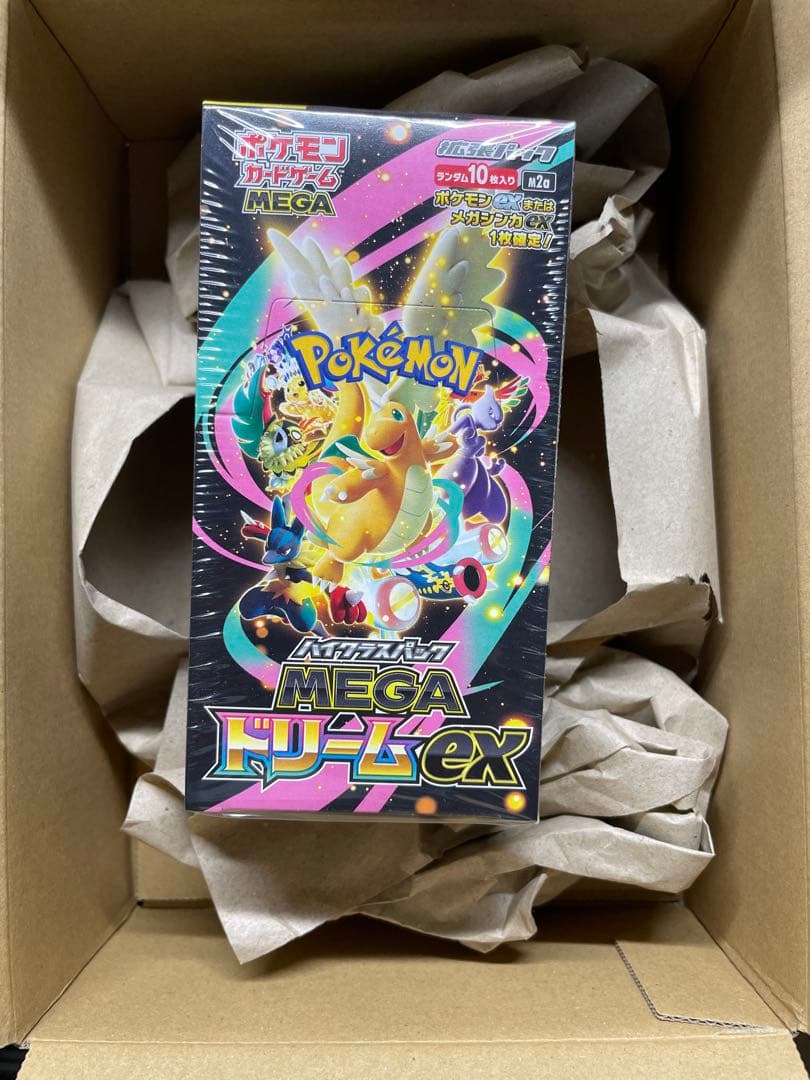 ポケモン
カードゲーム
MEGA
拡張パック
ランダム10枚入り
M2a
ポケモンexまたは
メガシンカex
1枚確定!
POKéMON
ハイクラスパック
MEGA
ドリームex